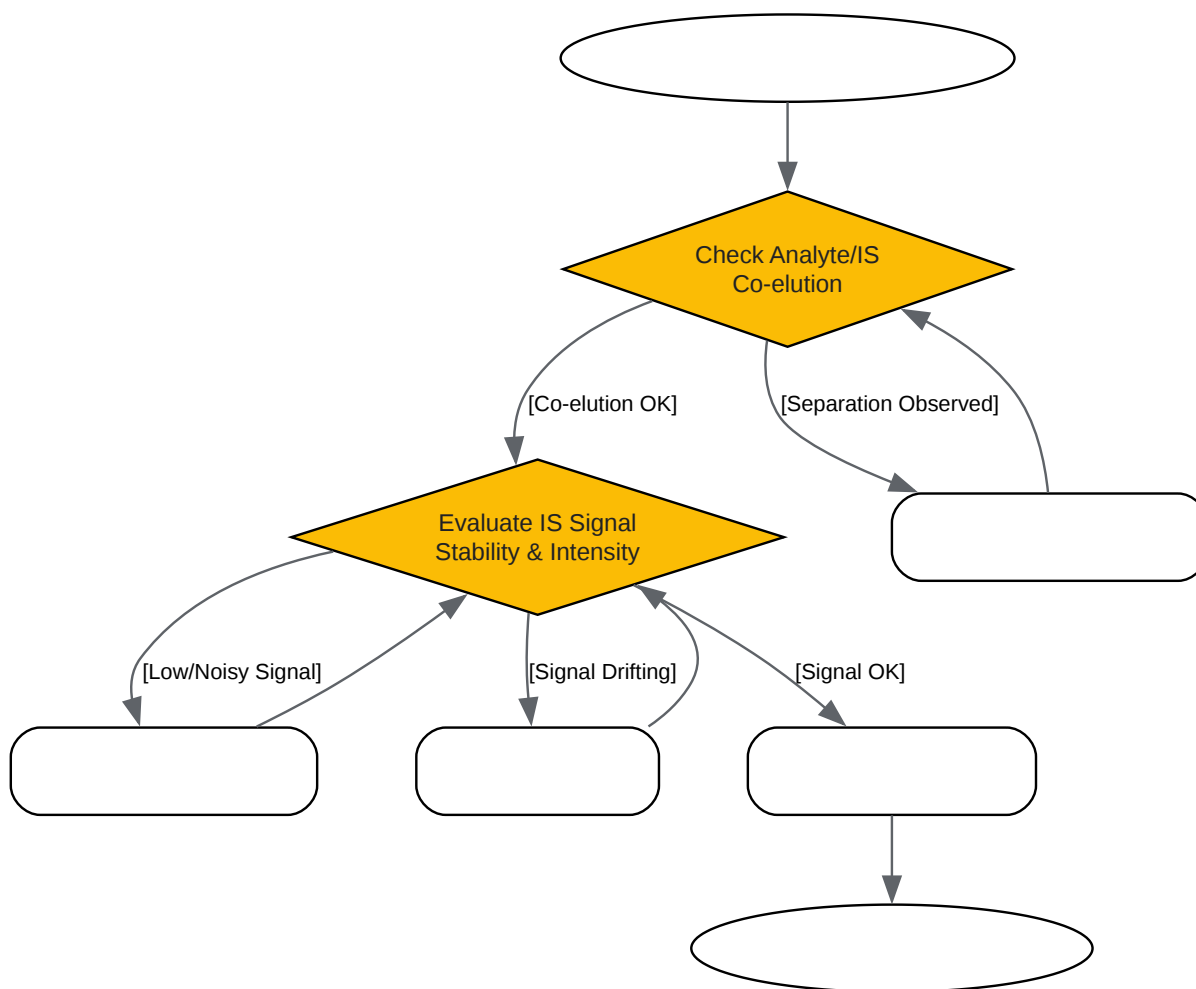 Check Analyte/IS
Co-elution
[Co-elution OK]
[Separation Observed]
Evaluate IS Signal
Stability & Intensity
[Low/Noisy Signal]
[Signal Drifting]
[Signal OK]